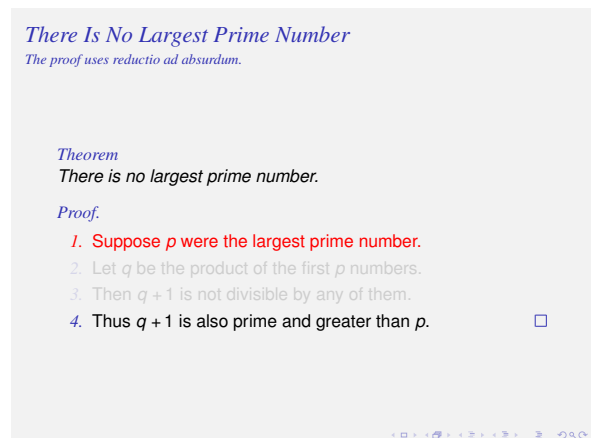 There Is No Largest Prime Number
The proof uses reductio ad absurdum.
Theorem
There is no largest prime number.
Proof.
1. Suppose p were the largest prime number.
2. Let q be the product of the first p numbers.
3. Then q + 1 is not divisible by any of them.
4. Thus q + 1 is also prime and greater than p.